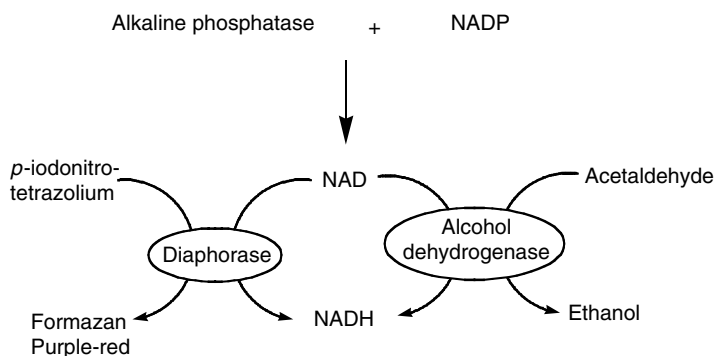 Alkaline phosphatase + NADP
p-iodonitro-
tetrazolium
NAD
Acetaldehyde
Diaphorase
Alcohol
dehydrogenase
Formazan
Purple-red
NADH
Ethanol